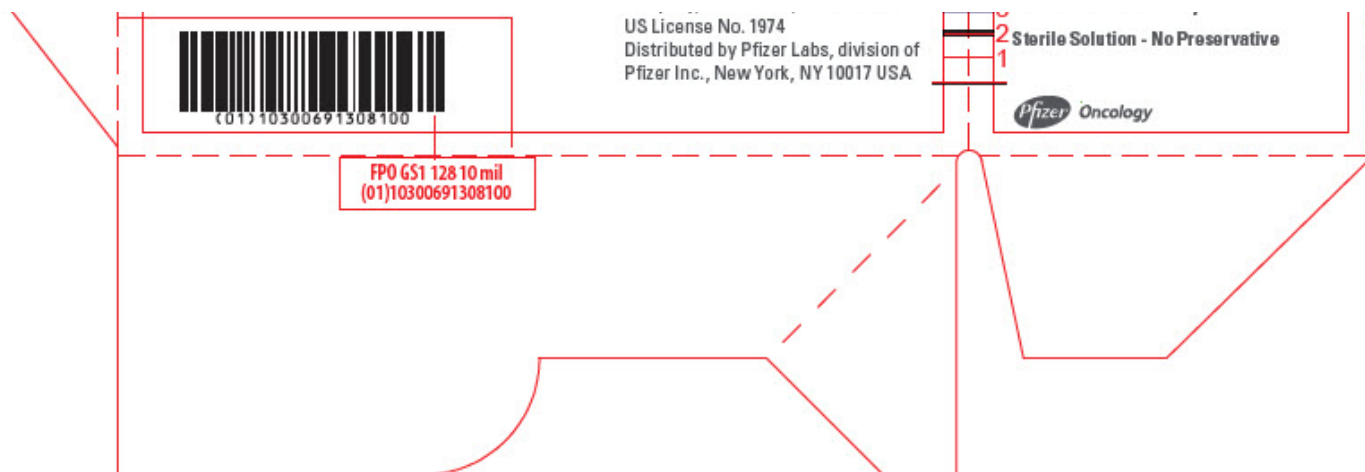 US License No. 1974
Distributed by Pfizer Labs, division of
Pfizer Inc., New York, NY 10017 USA
(01)10300691308100
FPO GS1 128 10 mil
(01)10300691308100
2
1
Sterile Solution - No Preservative
Pfizer Oncology